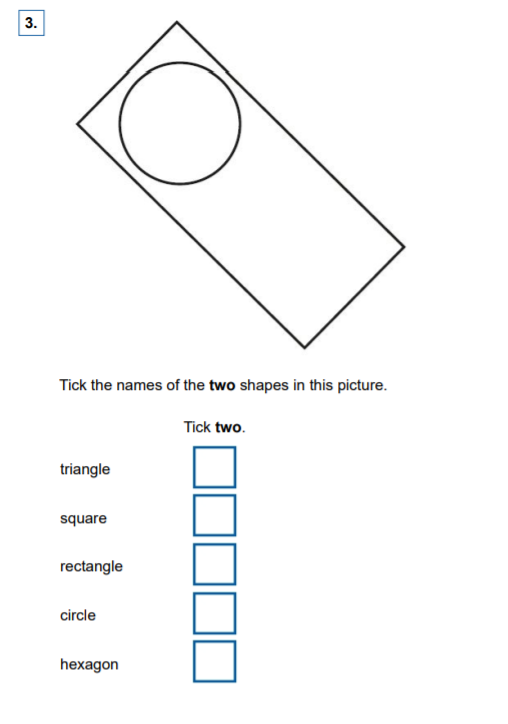 3.
Tick the names of the two shapes in this picture.
Tick two.
triangle
square
rectangle
circle
hexagon